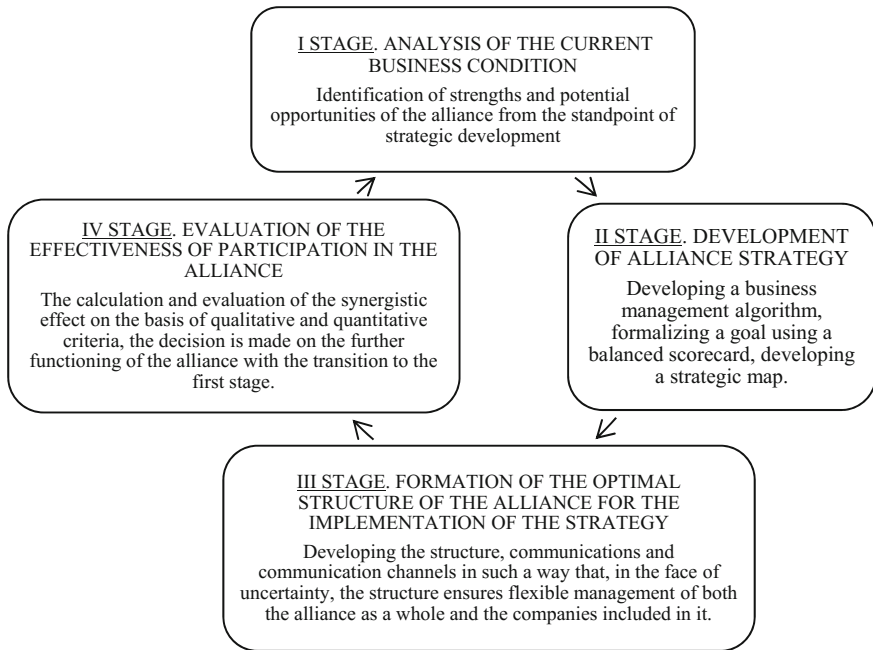 I STAGE. ANALYSIS OF THE CURRENT
BUSINESS CONDITION
Identification of strengths and potential
opportunities of the alliance from the standpoint of
strategic development
II STAGE. DEVELOPMENT
OF ALLIANCE STRATEGY
Developing a business
management algorithm,
formalizing a goal using a
balanced scorecard, developing
a strategic map.
III STAGE. FORMATION OF THE OPTIMAL
STRUCTURE OF THE ALLIANCE FOR THE
IMPLEMENTATION OF THE STRATEGY
Developing the structure, communications and
communication channels in such a way that, in the face of
uncertainty, the structure ensures flexible management of both
the alliance as a whole and the companies included in it.
IV STAGE. EVALUATION OF THE
EFFECTIVENESS OF PARTICIPATION IN THE
ALLIANCE
The calculation and evaluation of the synergistic
effect on the basis of qualitative and quantitative
criteria, the decision is made on the further
functioning of the alliance with the transition to the
first stage.